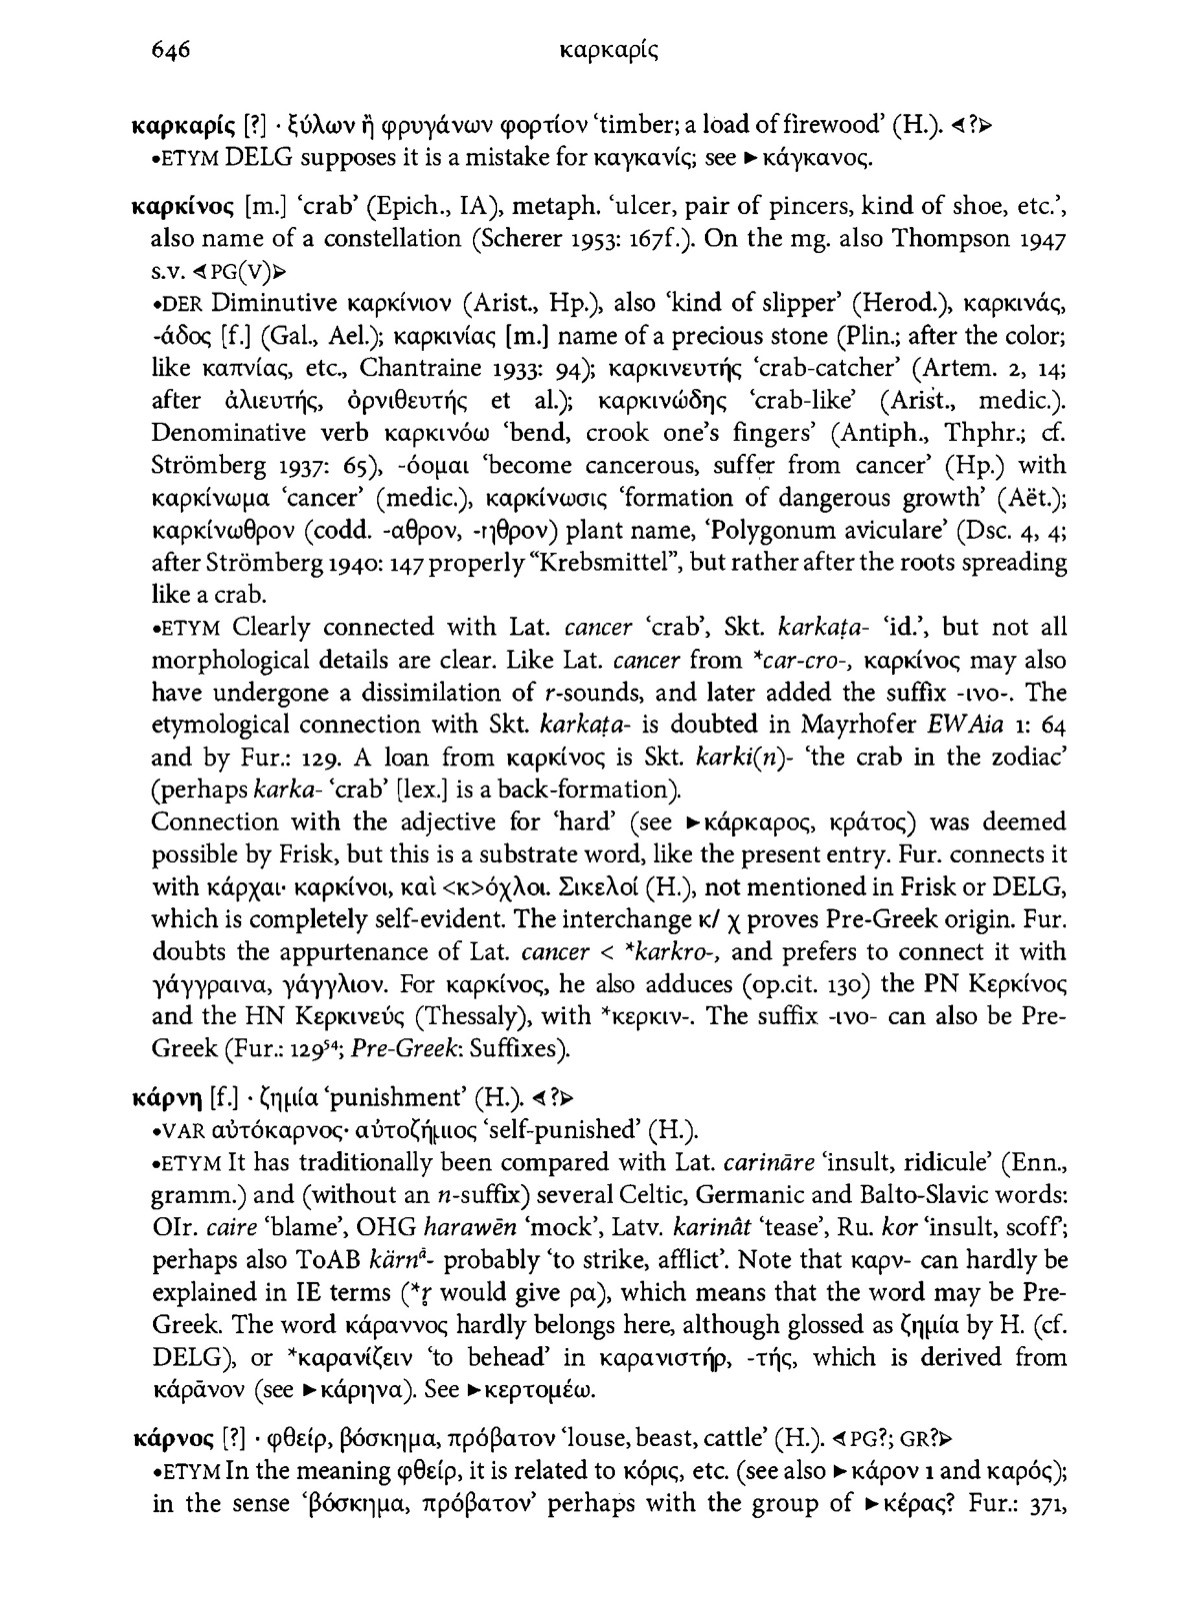 646 καρκαρίς
καρκαρίς [?] · ξύλων ἢ φρυγάνων φορτίον ‘timber; a load of firewood’ (H.). ⊲?⊳
•ETYM DELG supposes it is a mistake for καγκανίς; see ►κάγκανος.
καρκίνος [m.] ‘crab’ (Epich., IA), metaph. ‘ulcer, pair of pincers, kind of shoe, etc.’,
also name of a constellation (Scherer 1953: 167f.). On the mg. also Thompson 1947
s.v. ⊲PG(V)⊳
•DER Diminutive καρκίνιον (Arist., Hp.), also ‘kind of slipper’ (Herod.), καρκινάς,
-άδος [f.] (Gal., Ael.); καρκινίας [m.] name of a precious stone (Plin.; after the color;
like καπνίας, etc., Chantraine 1933: 94); καρκινευτής ‘crab-catcher’ (Artem. 2, 14;
after ἁλιευτής, ὀρνιθευτής et al.); καρκινώδης ‘crab-like’ (Arist., medic.).
Denominative verb καρκινόω ‘bend, crook one’s fingers’ (Antiph., Thphr.; cf.
Strömberg 1937: 65), -όομαι ‘become cancerous, suffer from cancer’ (Hp.) with
καρκίνωμα ‘cancer’ (medic.), καρκίνωσις ‘formation of dangerous growth’ (Aët.);
καρκίνωθρον (codd. -αθρον, -ηθρον) plant name, ‘Polygonum aviculare’ (Dsc. 4, 4;
after Strömberg 1940: 147 properly “Krebsmittel”, but rather after the roots spreading
like a crab.
•ETYM Clearly connected with Lat. cancer ‘crab’, Skt. karkaṭa- ‘id.’, but not all
morphological details are clear. Like Lat. cancer from *car-cro-, καρκίνος may also
have undergone a dissimilation of r-sounds, and later added the suffix -ινο-. The
etymological connection with Skt. karkaṭa- is doubted in Mayrhofer EWAia 1: 64
and by Fur.: 129. A loan from καρκίνος is Skt. karki(n)- ‘the crab in the zodiac’
(perhaps karka- ‘crab’ [lex.] is a back-formation).
Connection with the adjective for ‘hard’ (see ►κάρκαρος, κράτος) was deemed
possible by Frisk, but this is a substrate word, like the present entry. Fur. connects it
with κάρχαι· καρκίνοι, καὶ <κ>όχλοι. Σικελοί (H.), not mentioned in Frisk or DELG,
which is completely self-evident. The interchange κ/ χ proves Pre-Greek origin. Fur.
doubts the appurtenance of Lat. cancer < *karkro-, and prefers to connect it with
γάγγραινα, γάγγλιον. For καρκίνος, he also adduces (op.cit. 130) the PN Κερκίνος
and the HN Κερκινεύς (Thessaly), with *κερκιν-. The suffix -ινο- can also be Pre-
Greek (Fur.: 129⁵⁴; Pre-Greek: Suffixes).
κάρνη [f.] · ζημία ‘punishment’ (H.). ⊲?⊳
•VAR αὐτόκαρνος· αὐτοζήμιος ‘self-punished’ (H.).
•ETYM It has traditionally been compared with Lat. carināre ‘insult, ridicule’ (Enn.,
gramm.) and (without an n-suffix) several Celtic, Germanic and Balto-Slavic words:
OIr. caire ‘blame’, OHG harawēn ‘mock’, Latv. karinât ‘tease’, Ru. kor ‘insult, scoff’;
perhaps also ToAB kärnᵃ̄- probably ‘to strike, afflict’. Note that καρν- can hardly be
explained in IE terms (*r̥ would give ρα), which means that the word may be Pre-
Greek. The word κάραννος hardly belongs here, although glossed as ζημία by H. (cf.
DELG), or *καρανίζειν ‘to behead’ in καρανιστήρ, -τής, which is derived from
κάρᾱνον (see ►κάρηνα). See ►κερτομέω.
κάρνος [?] · φθείρ, βόσκημα, πρόβατον ‘louse, beast, cattle’ (H.). ⊲PG?; GR?⊳
•ETYM In the meaning φθείρ, it is related to κόρις, etc. (see also ►κάρον 1 and καρός);
in the sense ‘βόσκημα, πρόβατον’ perhaps with the group of ►κέρας? Fur.: 371,